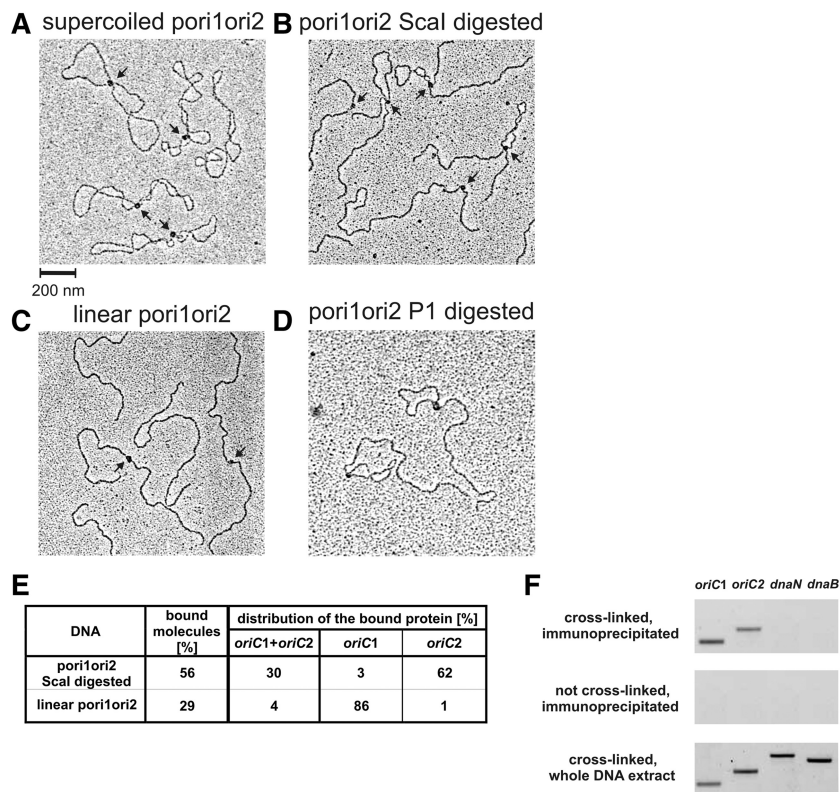 A supercoiled pori1ori2
B pori1ori2 ScaI digested
200 nm
C linear pori1ori2
D pori1ori2 P1 digested
E
DNA
bound
molecules
[%]
distribution of the bound protein [%]
oriC1+oriC2 oriC1 oriC2
pori1ori2
ScaI digested
56 30 3 62
linear pori1ori2 29 4 86 1
F
oriC1 oriC2 dnaN dnaB
cross-linked,
immunoprecipitated
not cross-linked,
immunoprecipitated
cross-linked,
whole DNA extract